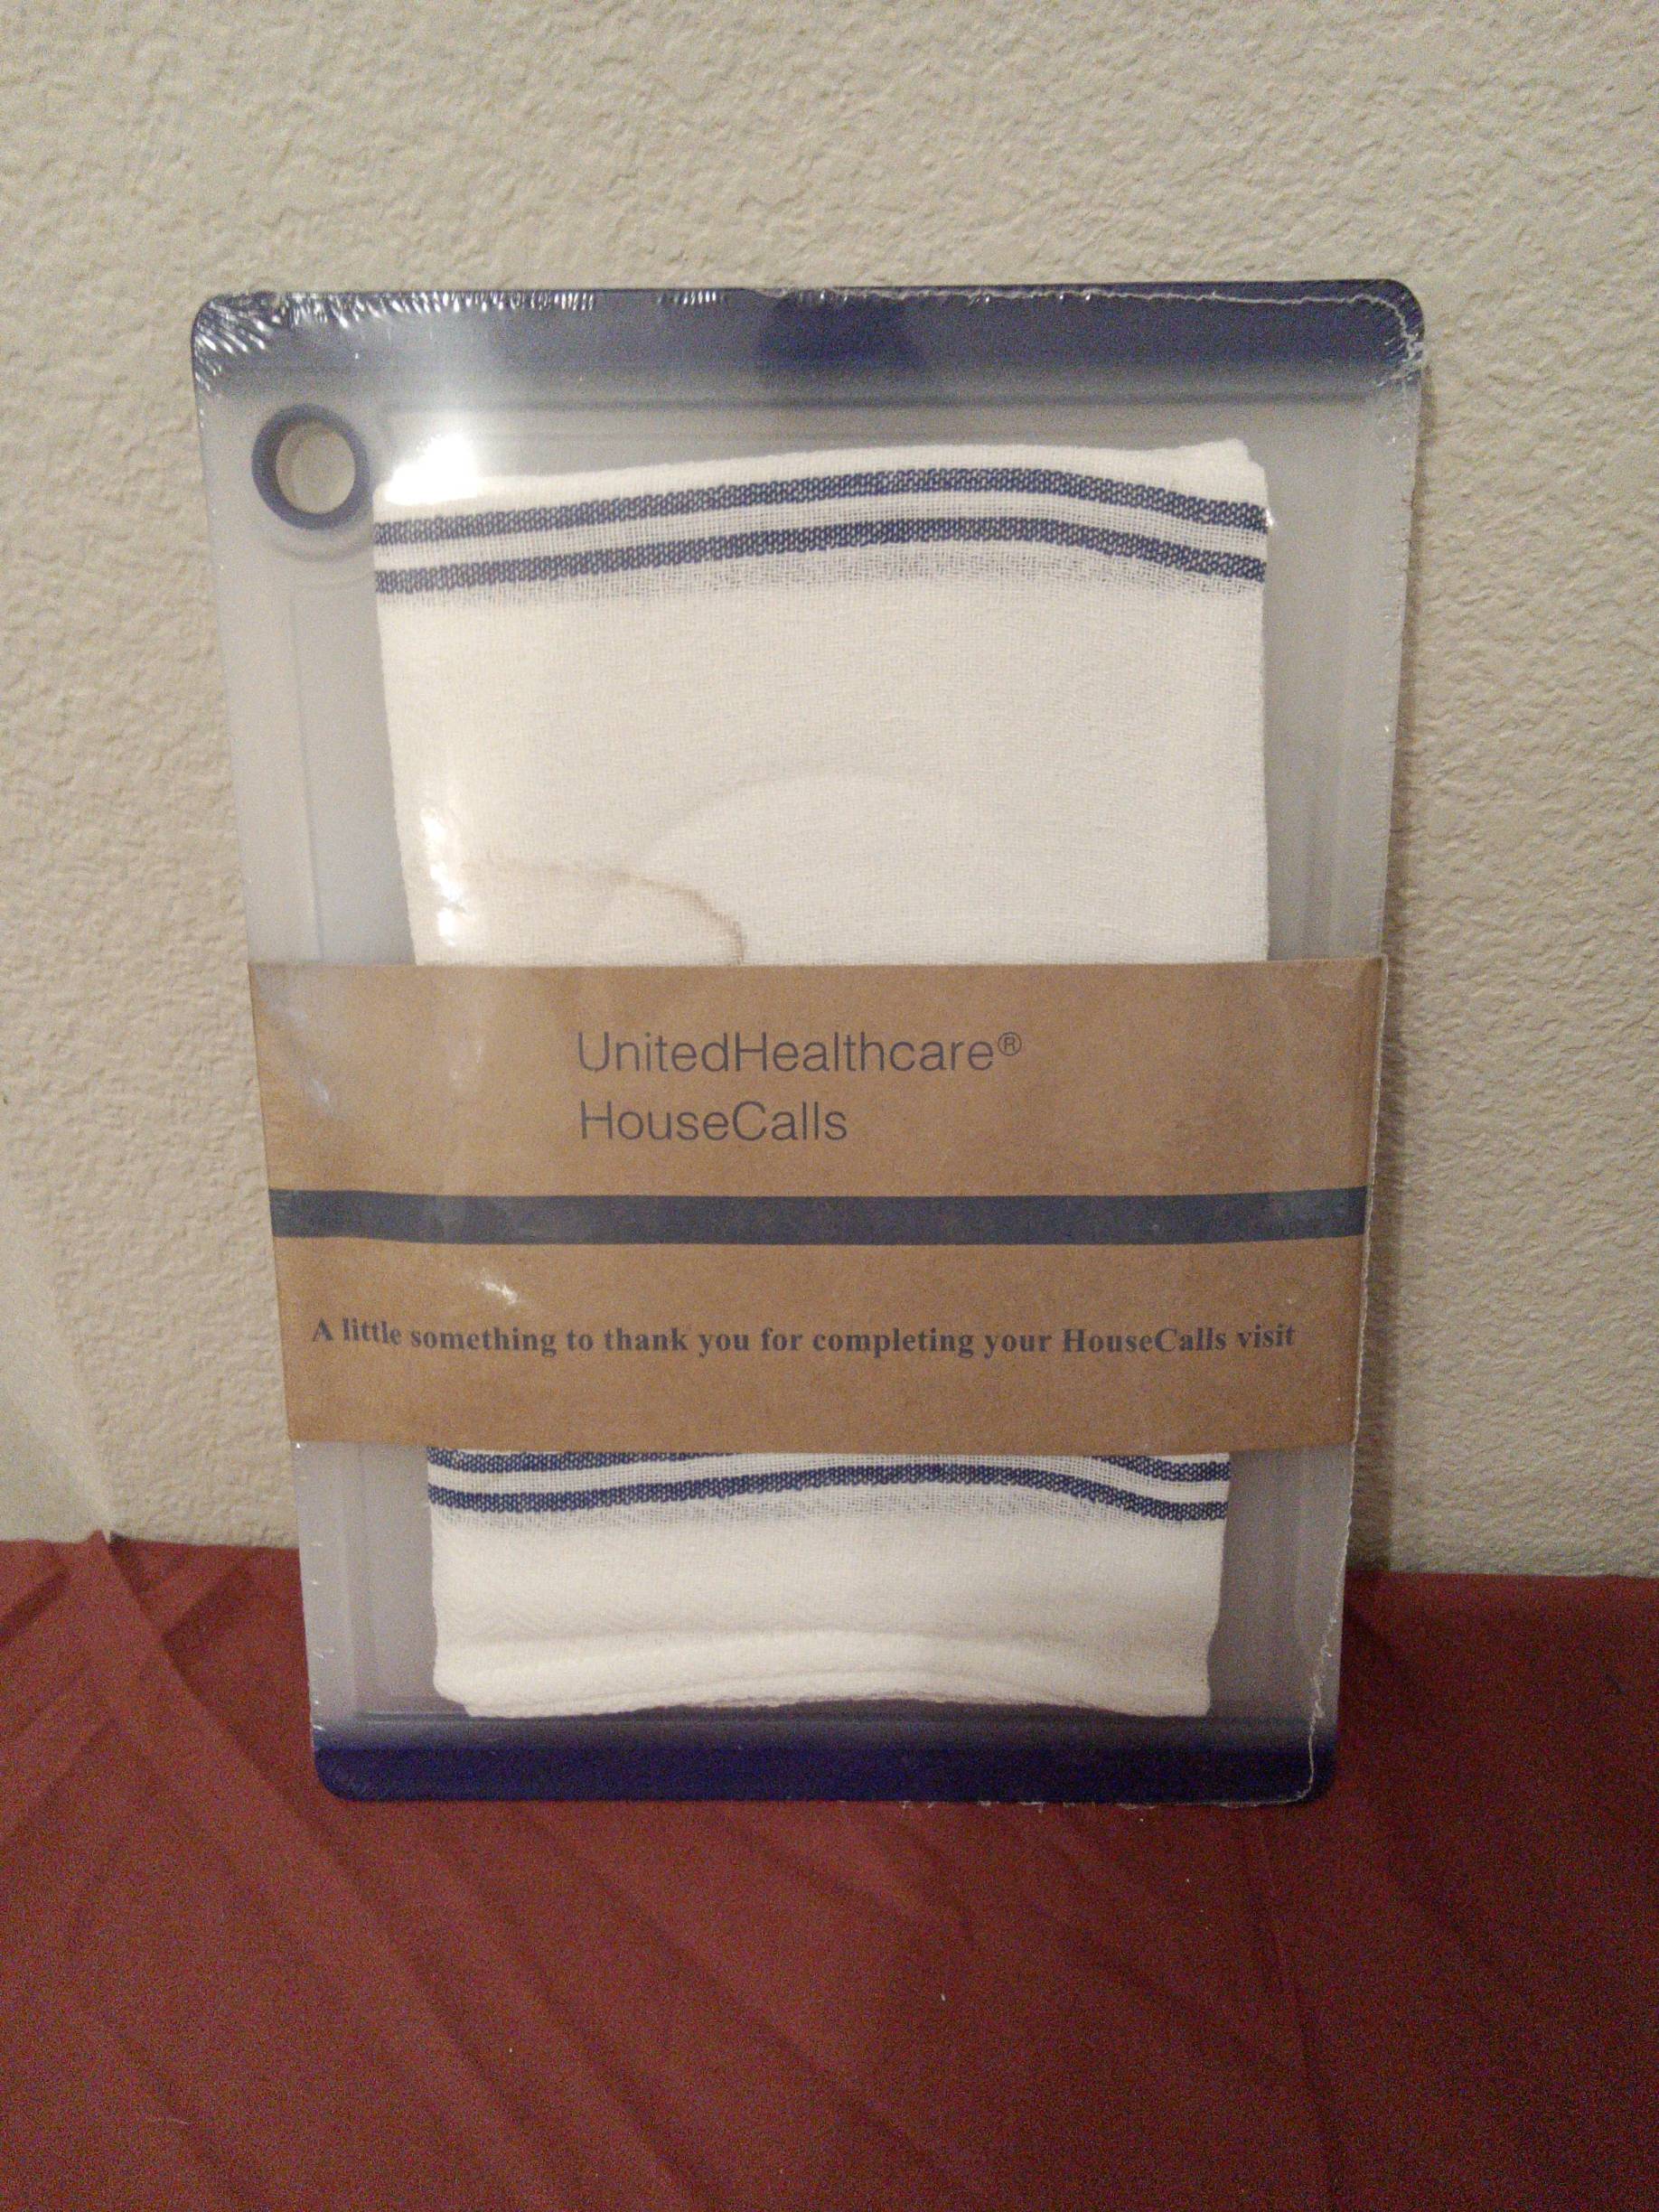 UnitedHealthcare®
HouseCalls
A little something to thank you for completing your HouseCalls visit